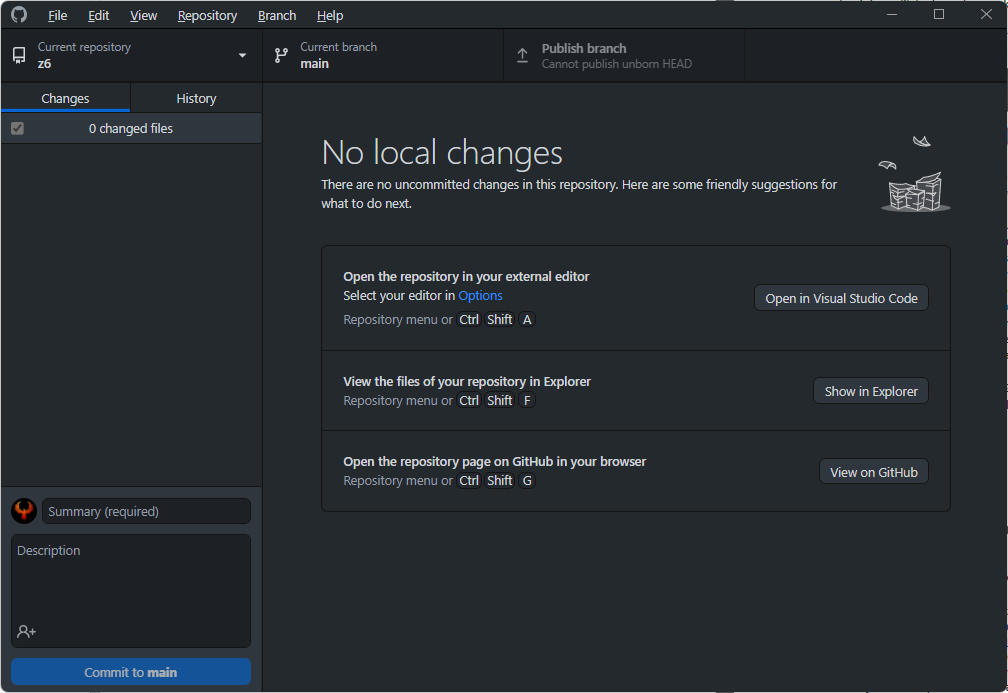 File Edit View Repository Branch Help
Current repository
z6
Current branch
main
Publish branch
Cannot publish unborn HEAD
Changes History
0 changed files
No local changes
There are no uncommitted changes in this repository. Here are some friendly suggestions for
what to do next.
Open the repository in your external editor
Select your editor in Options
Repository menu or Ctrl Shift A
Open in Visual Studio Code
View the files of your repository in Explorer
Repository menu or Ctrl Shift F
Show in Explorer
Open the repository page on GitHub in your browser
Repository menu or Ctrl Shift G
View on GitHub
Summary (required)
Description
Commit to main